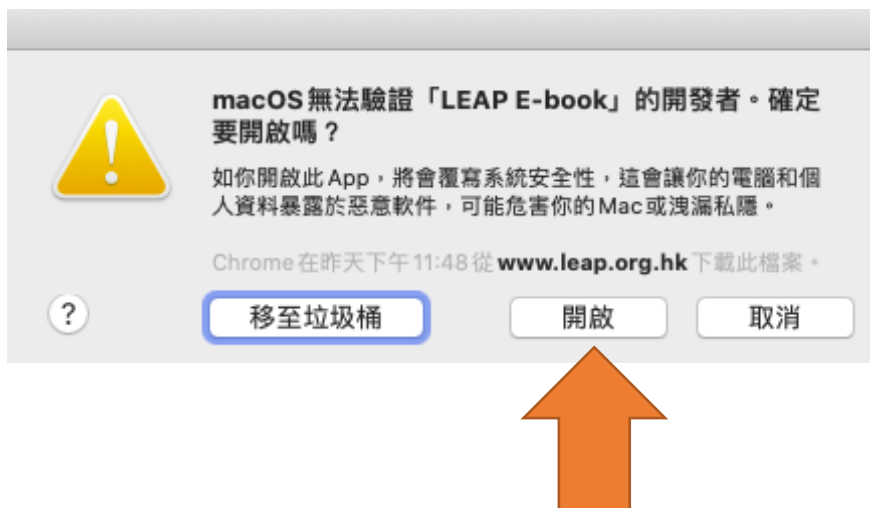 macOS 無法驗證「LEAP E-book」的開發者。確定
要開啟嗎？
如你開啟此 App，將會覆寫系統安全性，這會讓你的電腦和個
人資料暴露於惡意軟件，可能危害你的 Mac 或洩漏私隱。
Chrome 在昨天下午 11:48 從 www.leap.org.hk 下載此檔案。
?
移至垃圾桶
開啟
取消